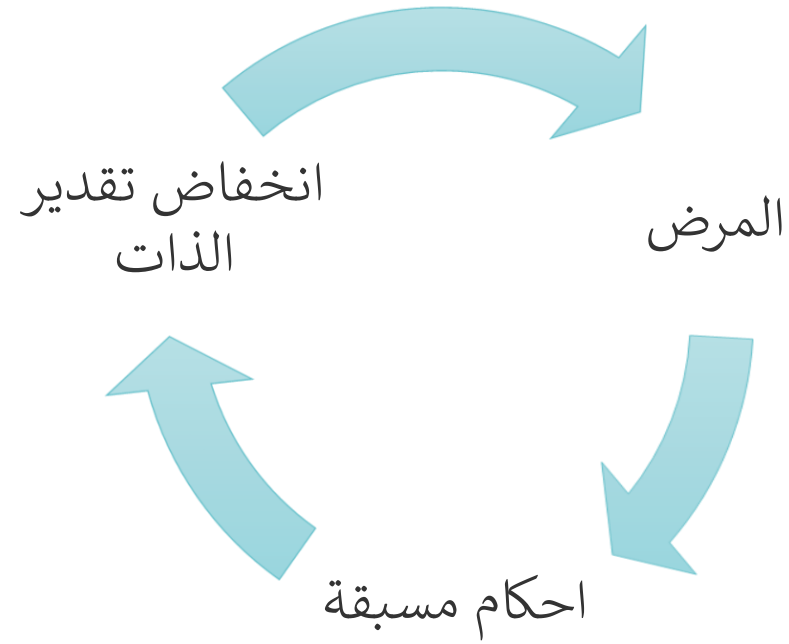 المرض
احكام مسبقة
انخفاض تقدير
الذات